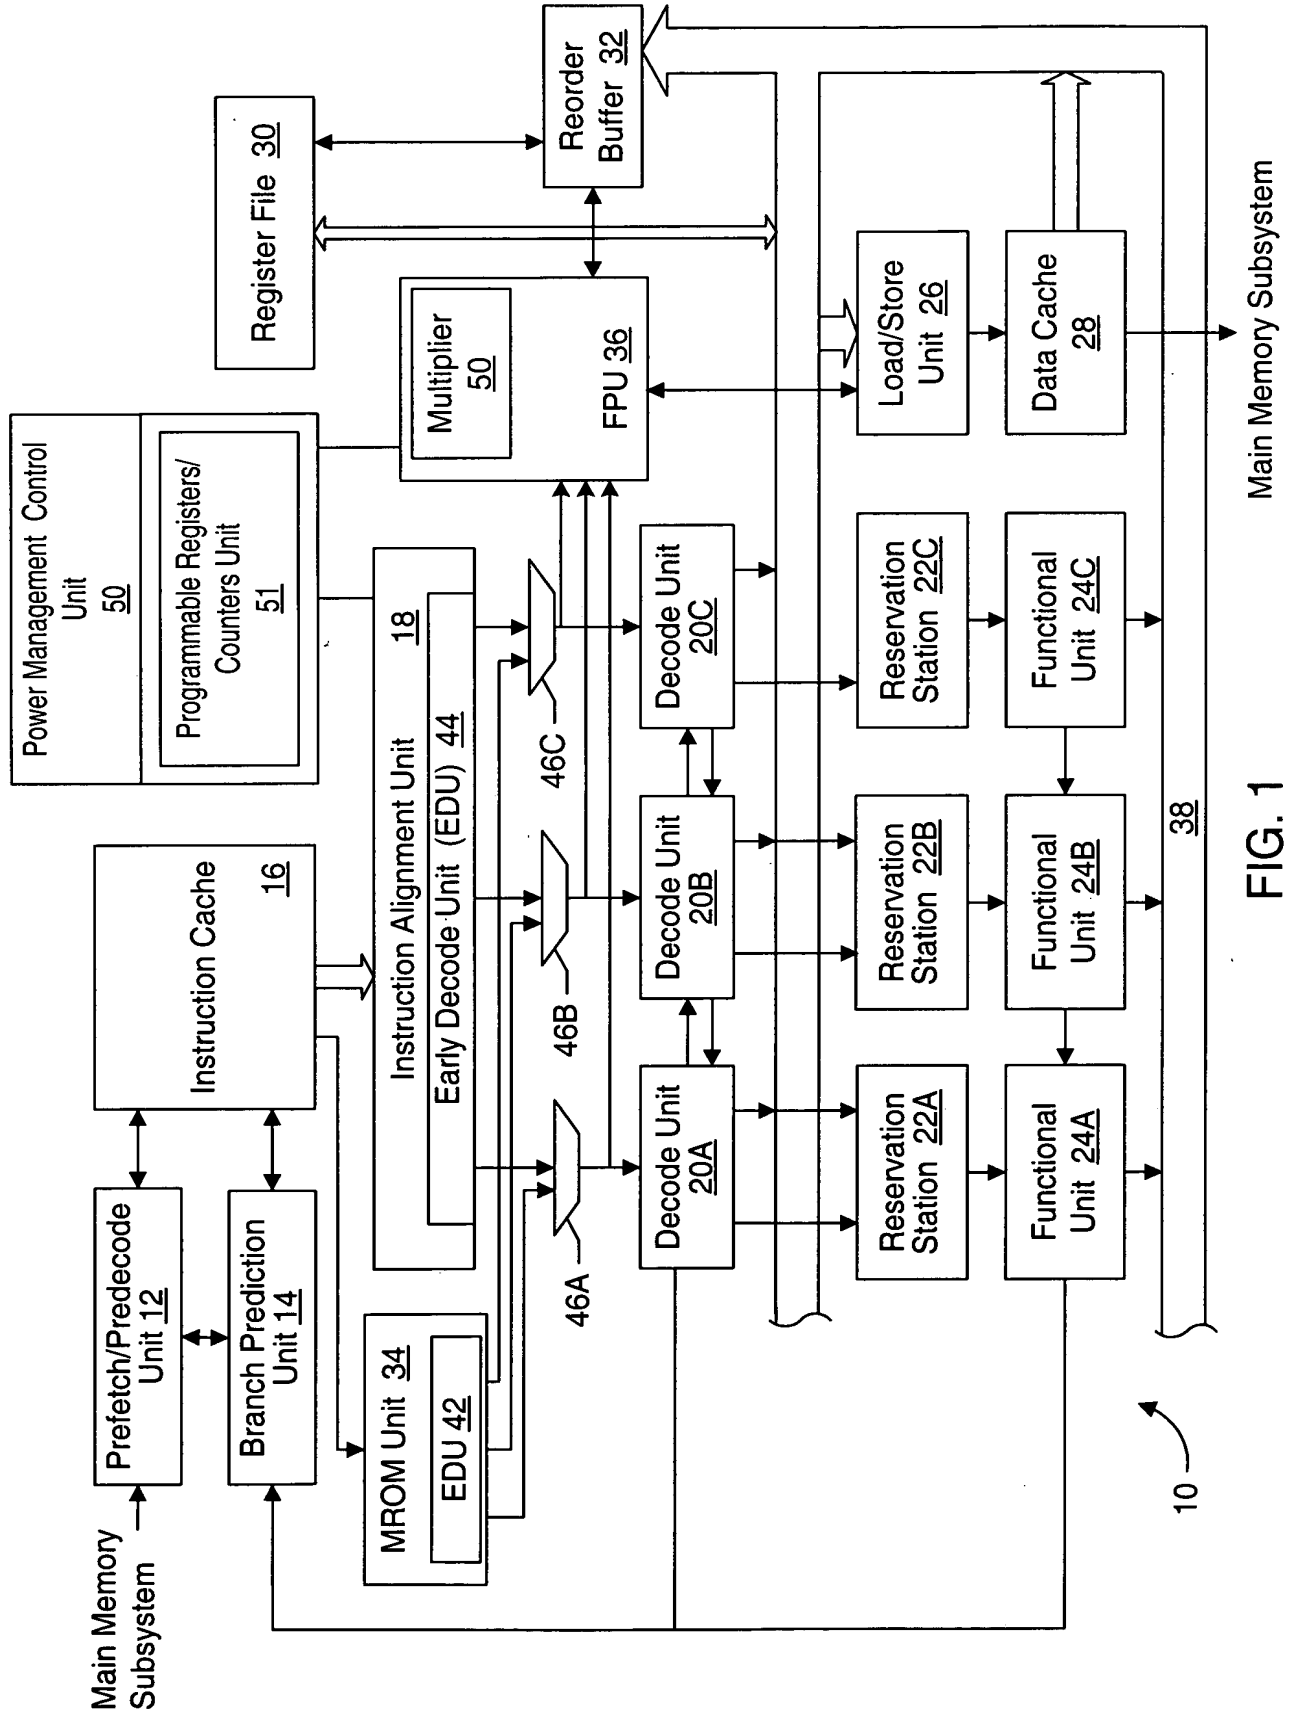 Main Memory
Subsystem
Prefetch/Predecode
Unit 12
Branch Prediction
Unit 14
Instruction Cache
16
Power Management Control
Unit
50
Programmable Registers/
Counters Unit
51
Register File 30
MROM Unit 34
EDU 42
Instruction Alignment Unit
18
Early Decode Unit (EDU) 44
Multiplier
50
FPU 36
Reorder
Buffer 32
46A
46B
46C
Decode Unit
20A
Decode Unit
20B
Decode Unit
20C
Reservation
Station 22A
Reservation
Station 22B
Reservation
Station 22C
Load/Store
Unit 26
Functional
Unit 24A
Functional
Unit 24B
Functional
Unit 24C
Data Cache
28
38
10
Main Memory Subsystem
FIG. 1